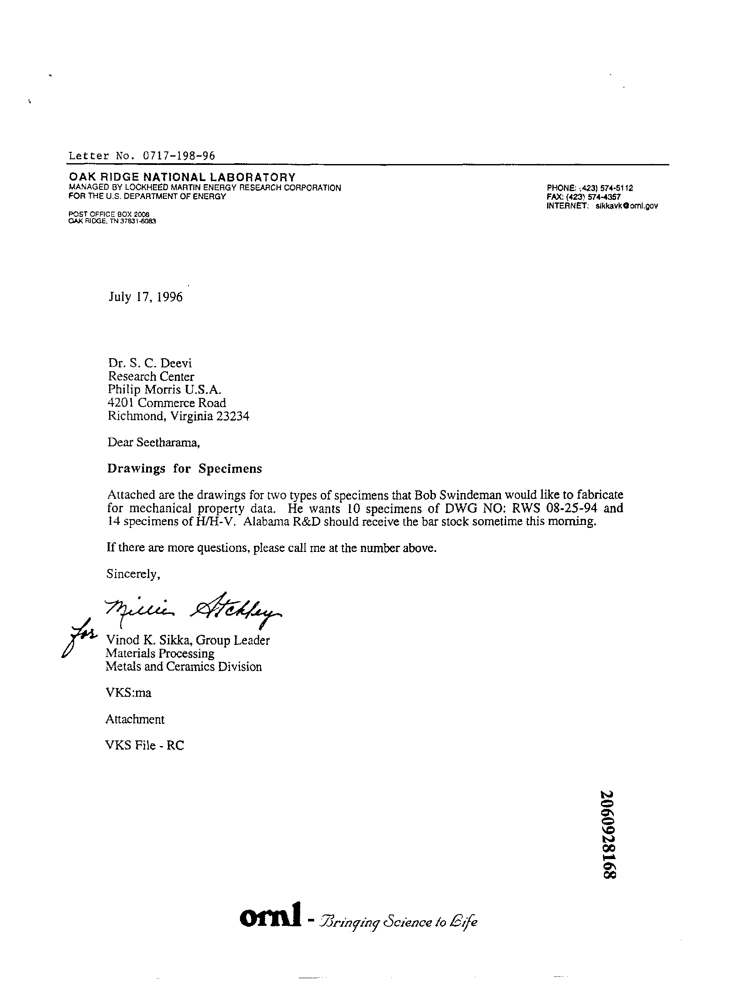 Letter No. 0717-198-96
OAK RIDGE NATIONAL LABORATORY
MANAGED BY LOCKHEED MARTIN ENERGY RESEARCH CORPORATION
FOR THE U.S. DEPARTMENT OF ENERGY
POST OFFICE BOX 2008
OAK RIDGE, TN 37831-6083
PHONE: (423) 574-5112
FAX: (423) 574-4357
INTERNET: sikkavk@ornl.gov
July 17, 1996
Dr. S. C. Deevi
Research Center
Philip Morris U.S.A.
4201 Commerce Road
Richmond, Virginia 23234
Dear Seetharama,
Drawings for Specimens
Attached are the drawings for two types of specimens that Bob Swindeman would like to fabricate
for mechanical property data. He wants 10 specimens of DWG NO: RWS 08-25-94 and
14 specimens of H/H-V. Alabama R&D should receive the bar stock sometime this morning.
If there are more questions, please call me at the number above.
Sincerely,
Millie Atchley
for
Vinod K. Sikka, Group Leader
Materials Processing
Metals and Ceramics Division
VKS:ma
Attachment
VKS File - RC
2060928168
ornl - Bringing Science to Life